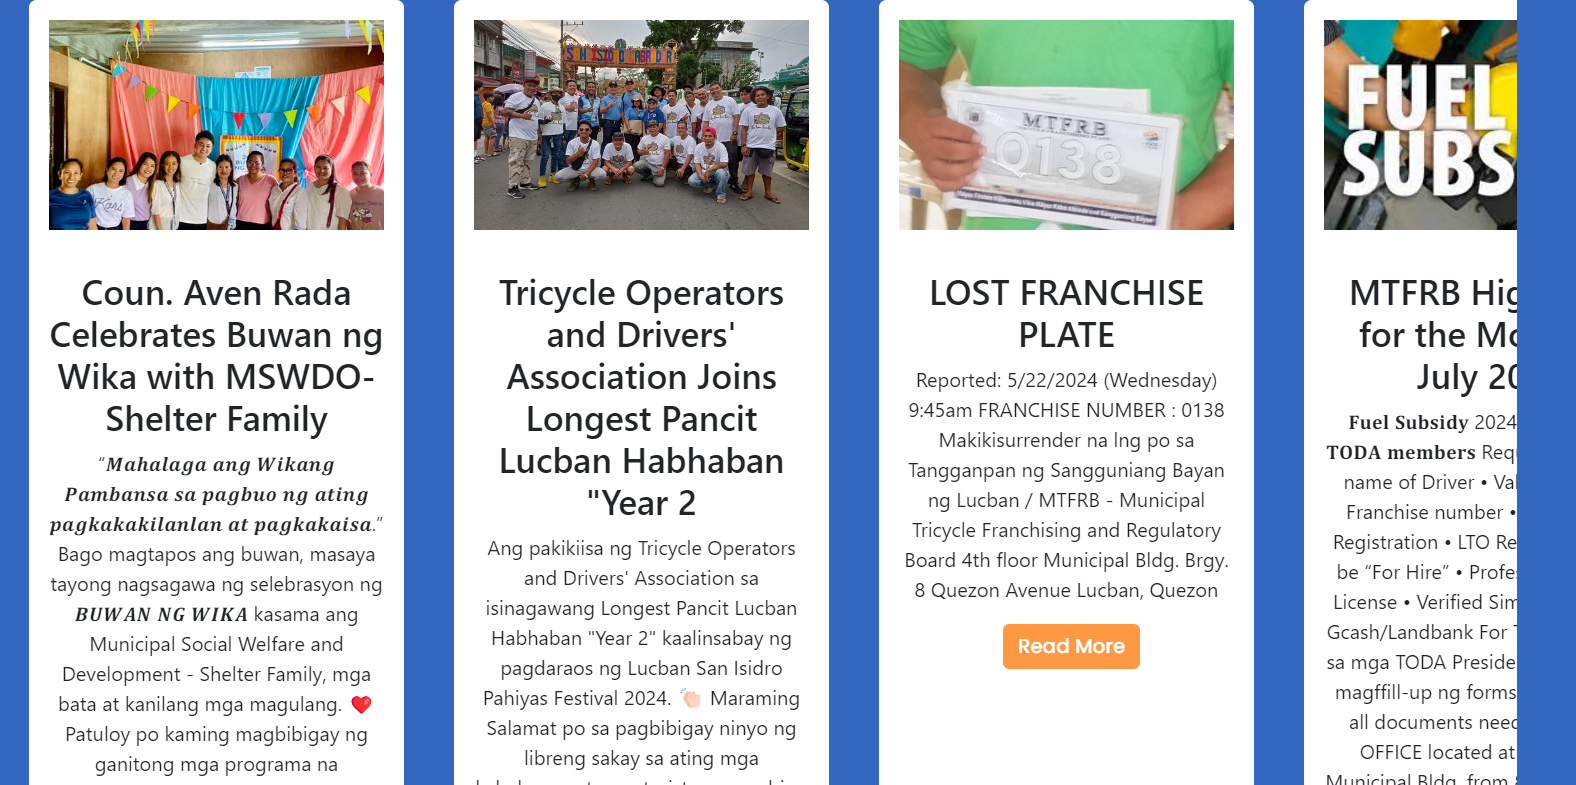 Coun. Aven Rada
Celebrates Buwan ng
Wika with MSWDO-
Shelter Family
“Mahalaga ang Wikang
Pambansa sa pagbuo ng ating
pagkakakilanlan at pagkakaisa.”
Bago magtapos ang buwan, masaya
tayong nagsagawa ng selebrasyon ng
BUWAN NG WIKA kasama ang
Municipal Social Welfare and
Development - Shelter Family, mga
bata at kanilang mga magulang. ❤️
Patuloy po kaming magbibigay ng
ganitong mga programa na
Tricycle Operators
and Drivers'
Association Joins
Longest Pancit
Lucban Habhaban
"Year 2
Ang pakikiisa ng Tricycle Operators
and Drivers' Association sa
isinagawang Longest Pancit Lucban
Habhaban "Year 2" kaalinsabay ng
pagdaraos ng Lucban San Isidro
Pahiyas Festival 2024. 👏🏻 Maraming
Salamat po sa pagbibigay ninyo ng
libreng sakay sa ating mga
M.T.F.R.B
Q138
LOST FRANCHISE
PLATE
Reported: 5/22/2024 (Wednesday)
9:45am FRANCHISE NUMBER : 0138
Makikisurrender na lng po sa
Tangganpan ng Sangguniang Bayan
ng Lucban / MTFRB - Municipal
Tricycle Franchising and Regulatory
Board 4th floor Municipal Bldg. Brgy.
8 Quezon Avenue Lucban, Quezon
Read More
FUEL
SUBS
MTFRB Hig
for the Mo
July 20
Fuel Subsidy 2024
TODA members Requ
name of Driver • Val
Franchise number •
Registration • LTO Re
be “For Hire” • Profes
License • Verified Sim
Gcash/Landbank For T
sa mga TODA Preside
magffill-up ng forms
all documents need
OFFICE located at
Municipal Bldg. from